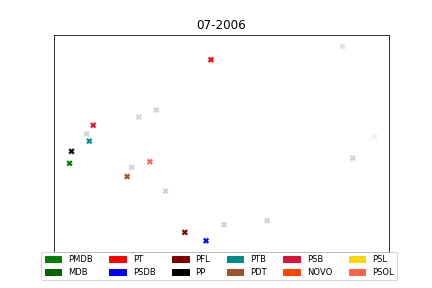 07-2006
PMDB PT PFL PTB PSB PSL
MDB PSDB PP PDT NOVO PSOL